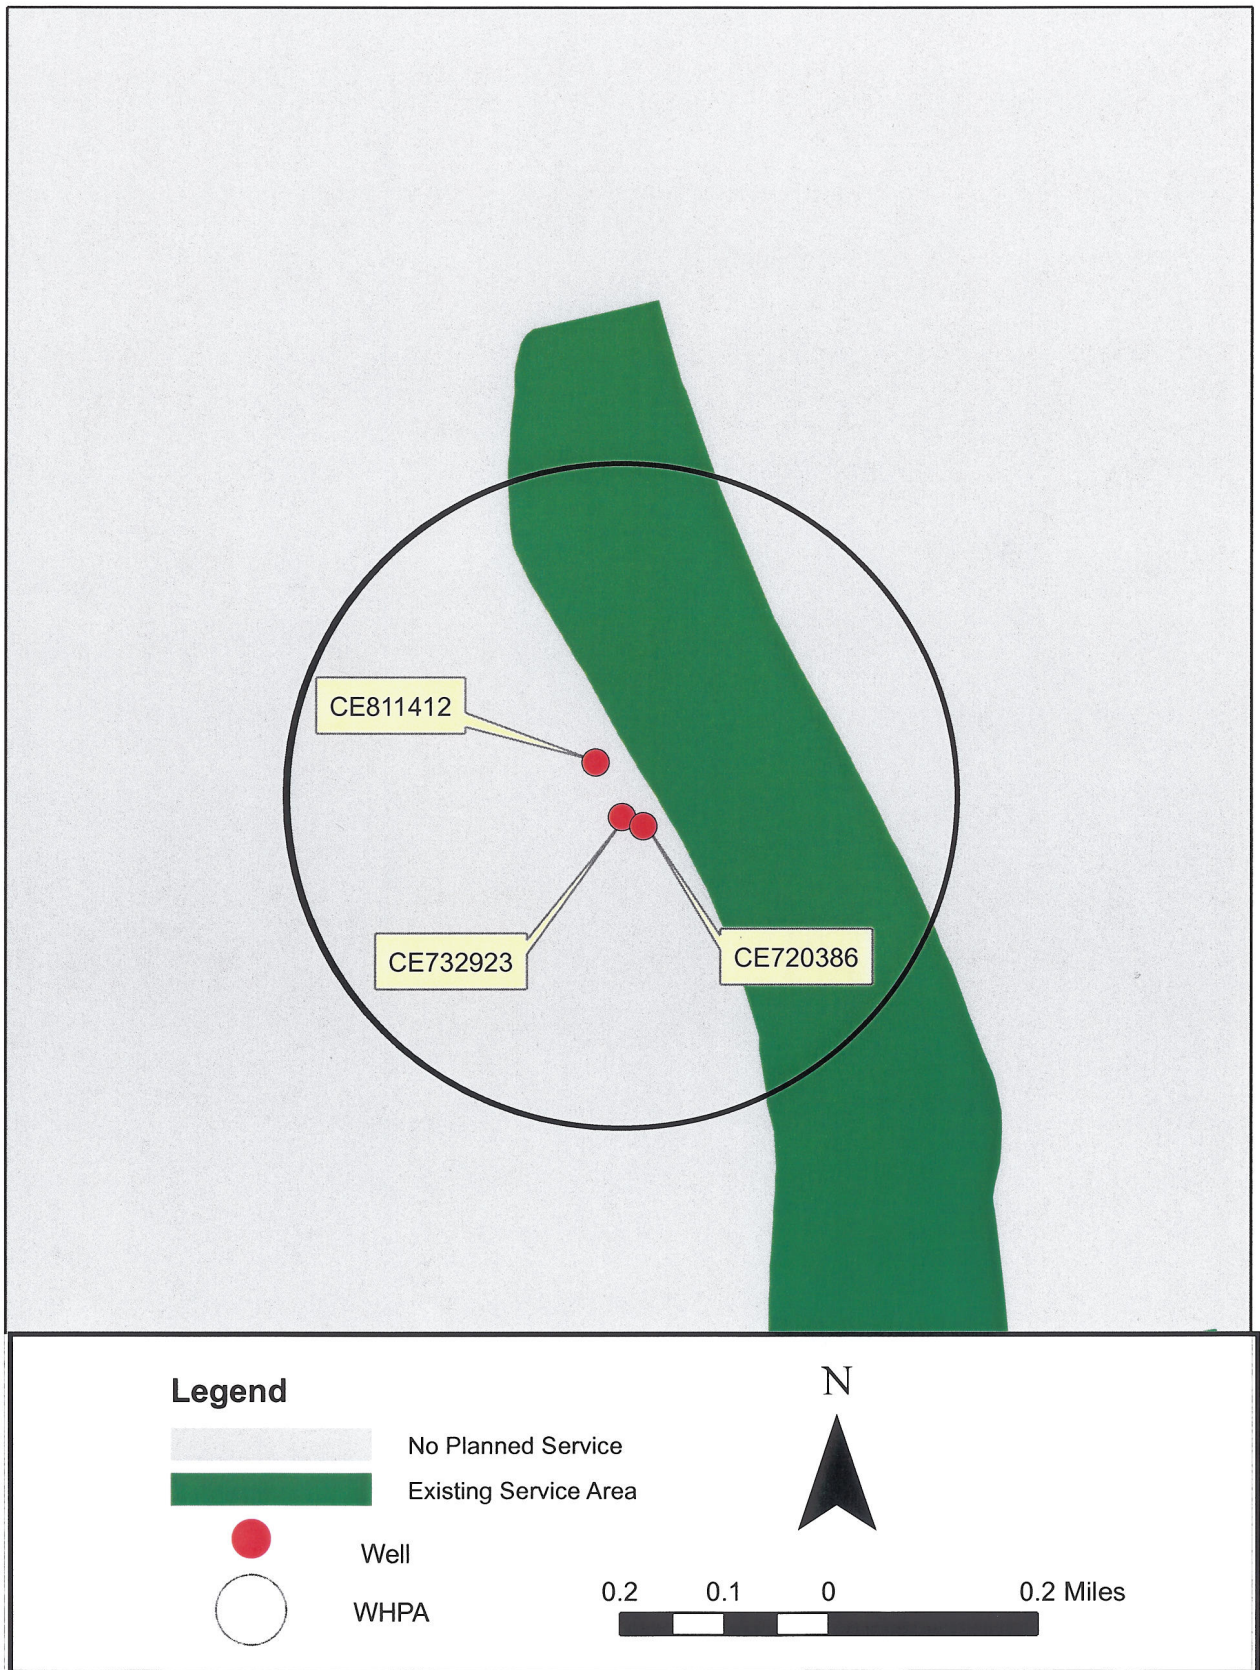 CE811412
CE732923
CE720386
Legend
No Planned Service
Existing Service Area
Well
WHPA
N
0.2 0.1 0 0.2 Miles